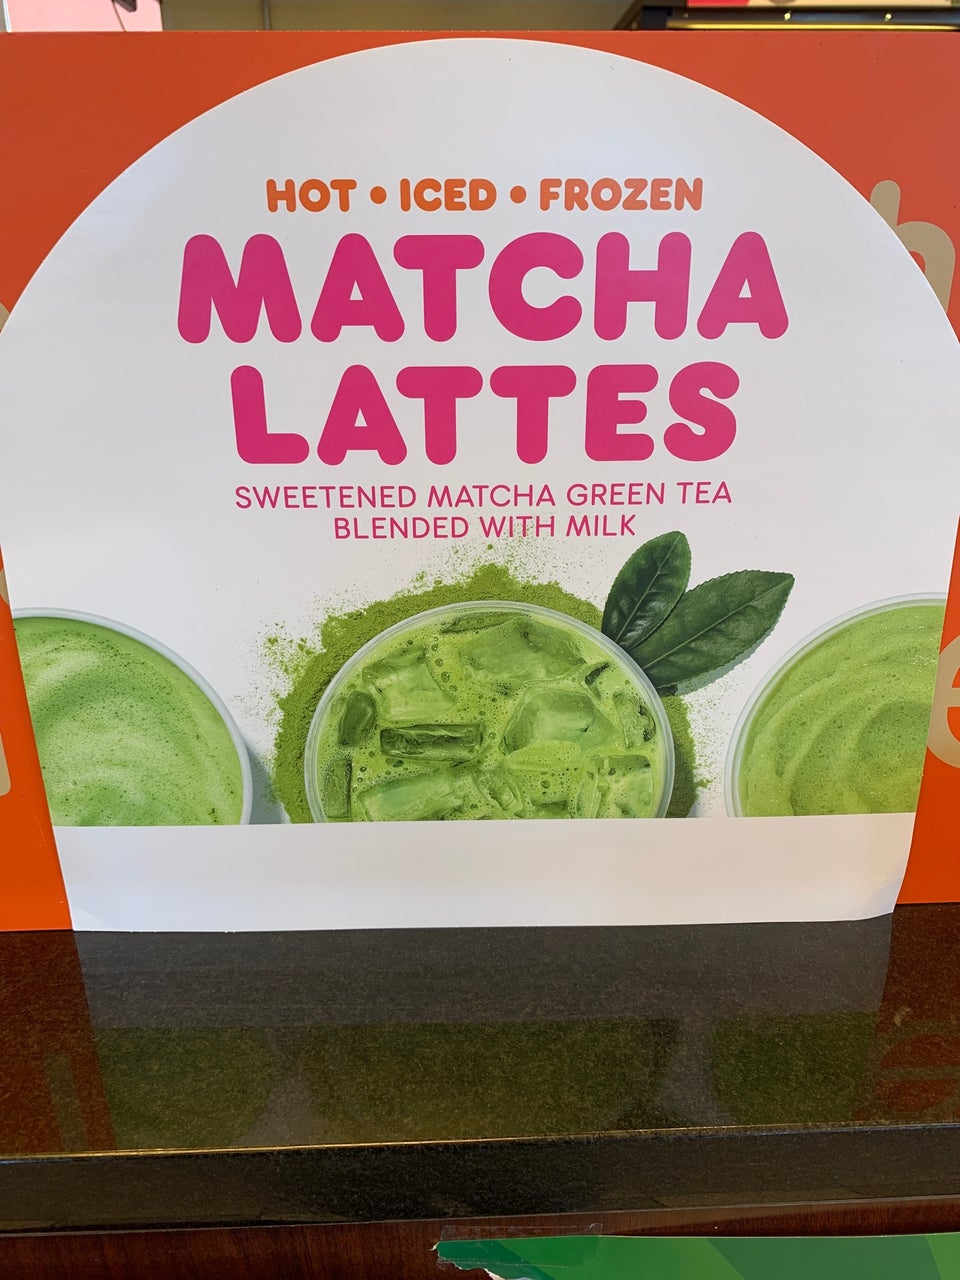 HOT • ICED • FROZEN
MATCHA
LATTES
SWEETENED MATCHA GREEN TEA
BLENDED WITH MILK